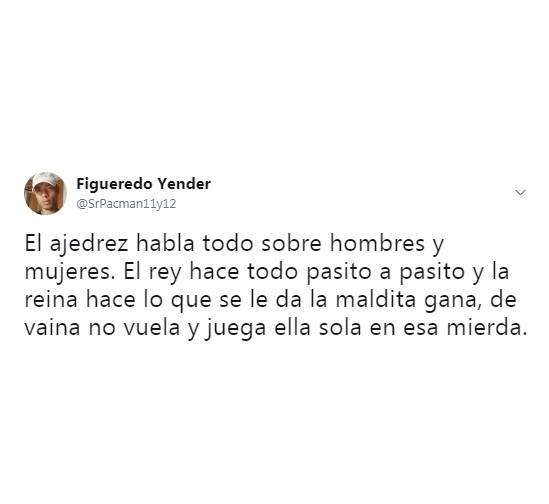 Figueredo Yender
@SrPacman11y12
El ajedrez habla todo sobre hombres y
mujeres. El rey hace todo pasito a pasito y la
reina hace lo que se le da la maldita gana, de
vaina no vuela y juega ella sola en esa mierda.